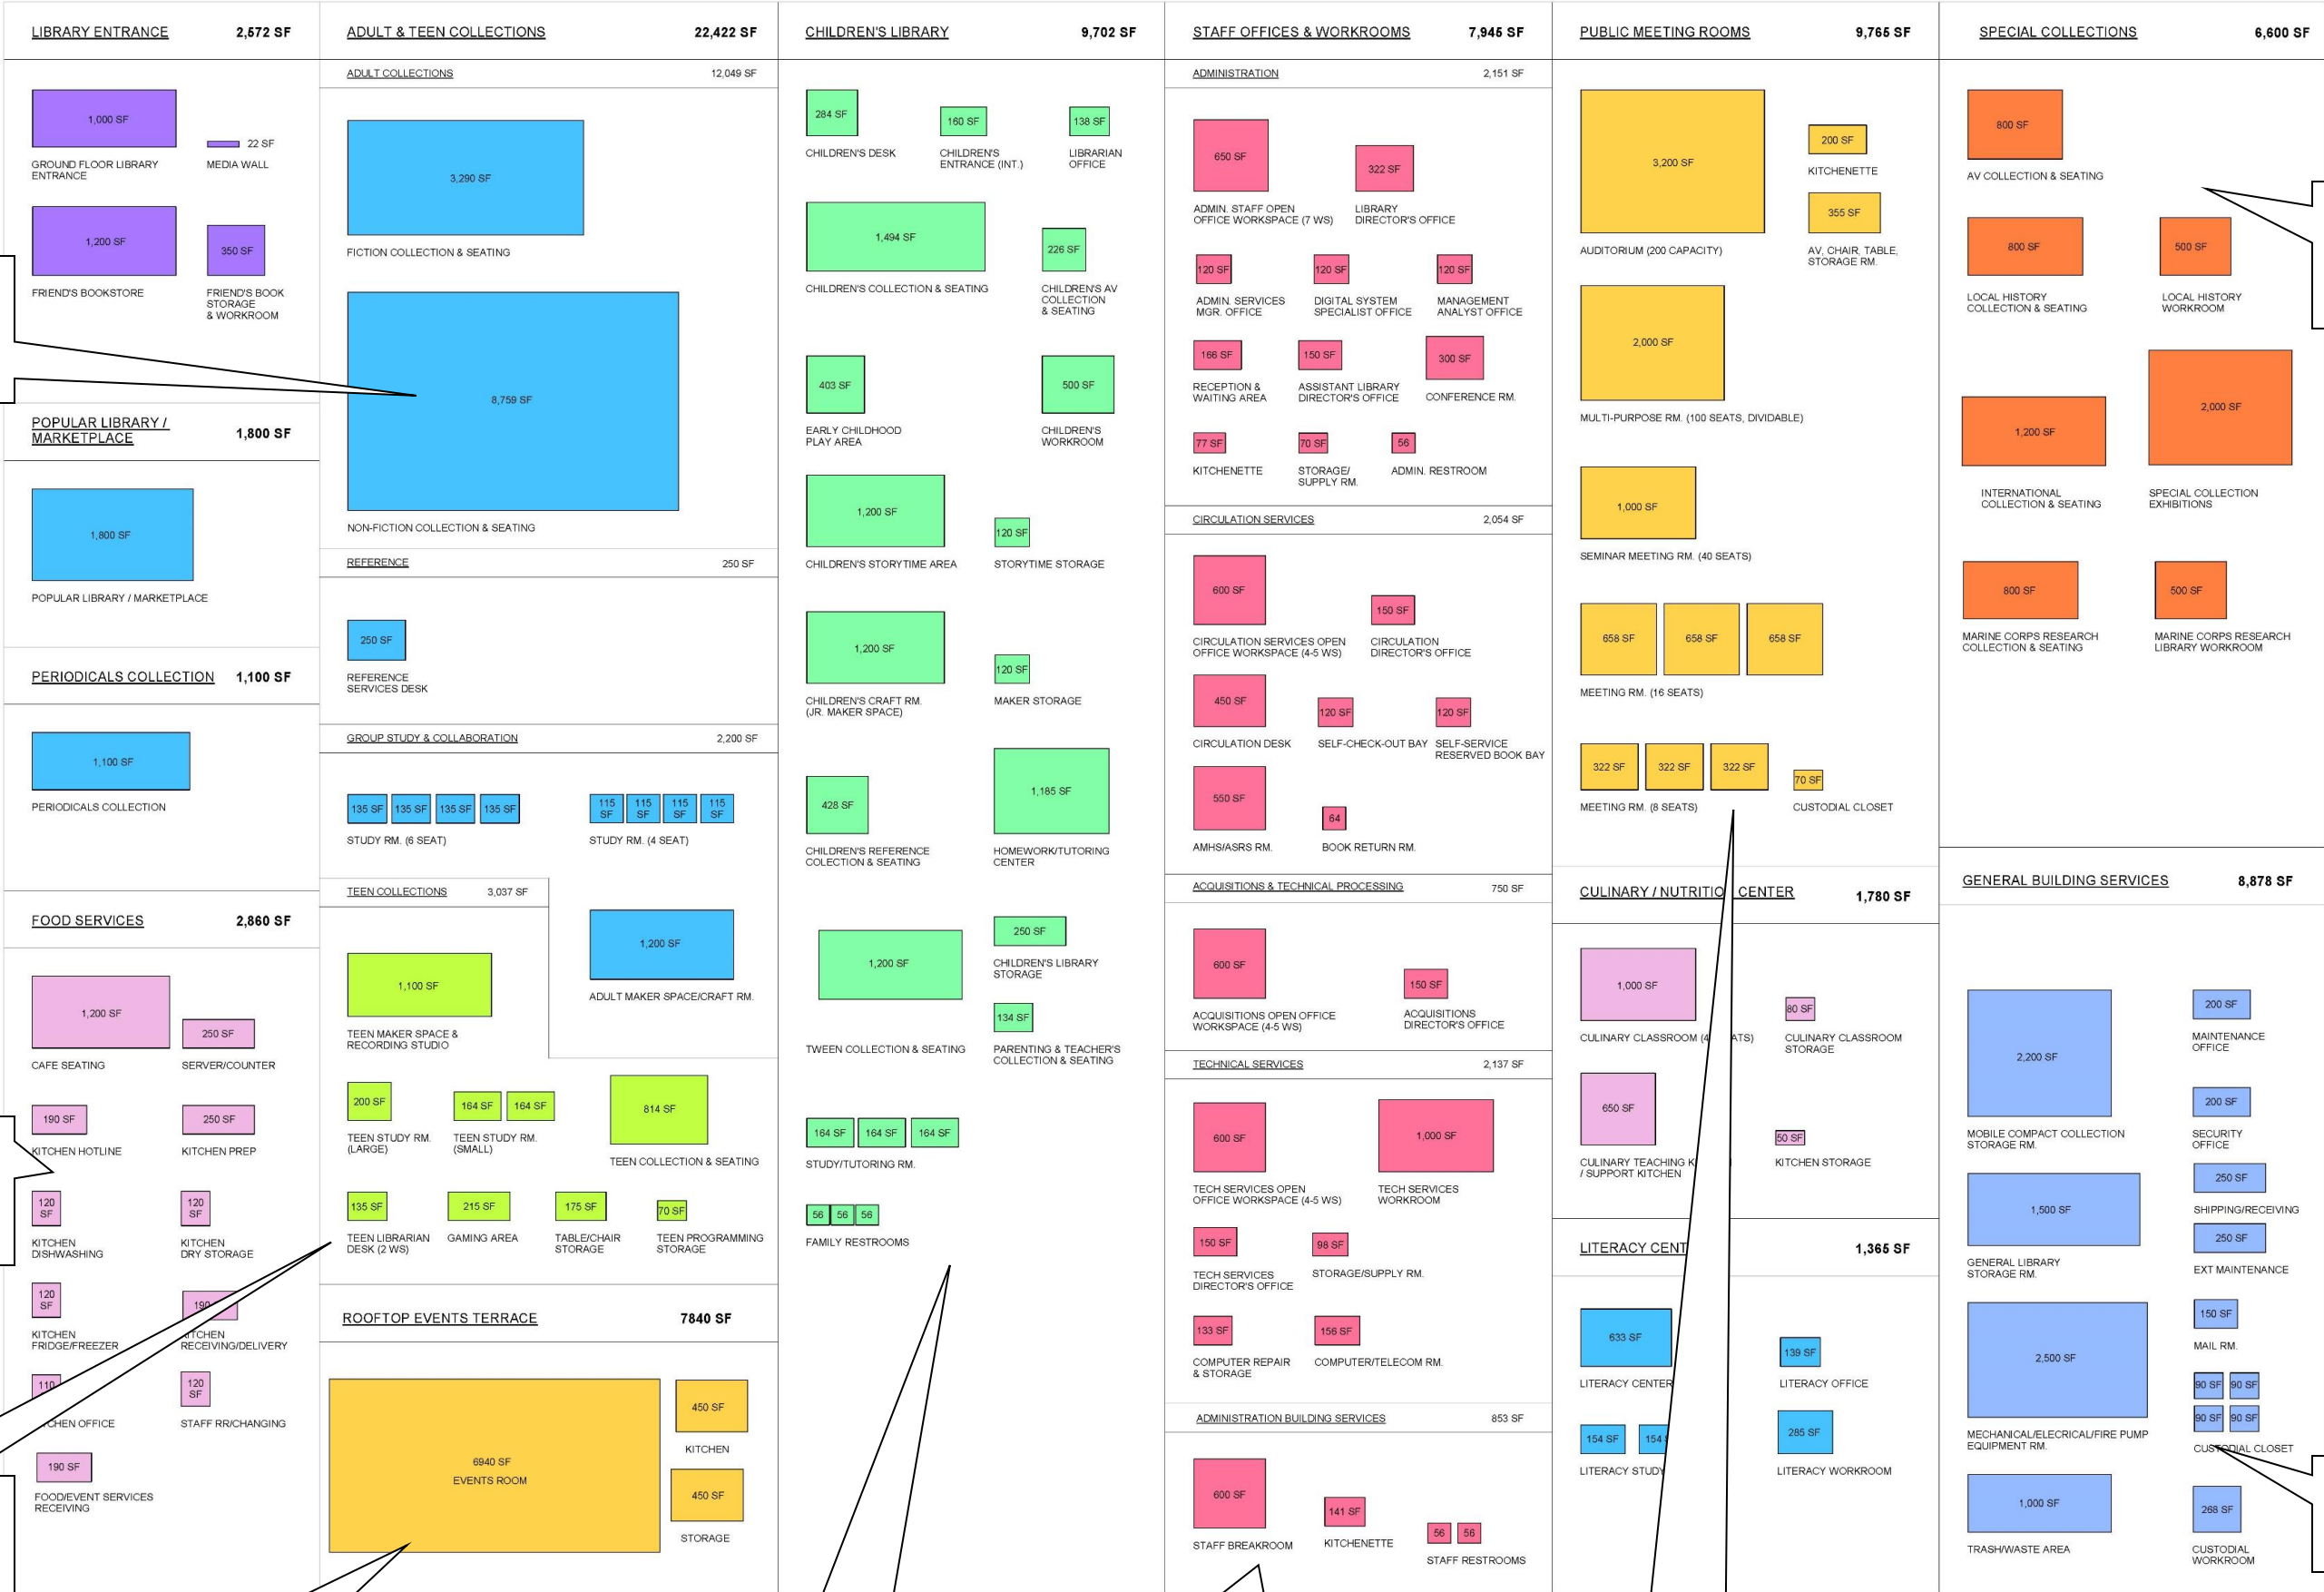 LIBRARY ENTRANCE 2,572 SF
1,000 SF
GROUND FLOOR LIBRARY
ENTRANCE
22 SF
MEDIA WALL
1,200 SF
FRIEND'S BOOKSTORE
350 SF
FRIEND'S BOOK
STORAGE
& WORKROOM
POPULAR LIBRARY /
MARKETPLACE
1,800 SF
1,800 SF
POPULAR LIBRARY / MARKETPLACE
PERIODICALS COLLECTION 1,100 SF
1,100 SF
PERIODICALS COLLECTION
FOOD SERVICES 2,860 SF
1,200 SF
CAFE SEATING
250 SF
SERVER/COUNTER
190 SF
KITCHEN HOTLINE
250 SF
KITCHEN PREP
120
SF
KITCHEN
DISHWASHING
120
SF
KITCHEN
DRY STORAGE
120
SF
KITCHEN
FRIDGE/FREEZER
190
KITCHEN
RECEIVING/DELIVERY
110
CHEN OFFICE
120
SF
STAFF RR/CHANGING
190 SF
FOOD/EVENT SERVICES
RECEIVING
ADULT & TEEN COLLECTIONS 22,422 SF
ADULT COLLECTIONS 12,049 SF
3,290 SF
FICTION COLLECTION & SEATING
8,759 SF
NON-FICTION COLLECTION & SEATING
REFERENCE 250 SF
250 SF
REFERENCE
SERVICES DESK
GROUP STUDY & COLLABORATION 2,200 SF
135 SF 135 SF 135 SF 135 SF
STUDY RM. (6 SEAT)
115 115 115 115
SF SF SF SF
STUDY RM. (4 SEAT)
1,200 SF
ADULT MAKER SPACE/CRAFT RM.
TEEN COLLECTIONS 3,037 SF
1,100 SF
TEEN MAKER SPACE &
RECORDING STUDIO
200 SF
TEEN STUDY RM.
(LARGE)
164 SF 164 SF
TEEN STUDY RM.
(SMALL)
814 SF
TEEN COLLECTION & SEATING
135 SF
TEEN LIBRARIAN
DESK (2 WS)
215 SF
GAMING AREA
175 SF
TABLE/CHAIR
STORAGE
70 SF
TEEN PROGRAMMING
STORAGE
ROOFTOP EVENTS TERRACE 7840 SF
6940 SF
EVENTS ROOM
450 SF
KITCHEN
450 SF
STORAGE
CHILDREN'S LIBRARY 9,702 SF
284 SF
CHILDREN'S DESK
160 SF
CHILDREN'S
ENTRANCE (INT.)
138 SF
LIBRARIAN
OFFICE
1,494 SF
CHILDREN'S COLLECTION & SEATING
226 SF
CHILDREN'S AV
COLLECTION
& SEATING
403 SF
EARLY CHILDHOOD
PLAY AREA
500 SF
CHILDREN'S
WORKROOM
1,200 SF
CHILDREN'S STORYTIME AREA
120 SF
STORYTIME STORAGE
1,200 SF
CHILDREN'S CRAFT RM.
(JR. MAKER SPACE)
120 SF
MAKER STORAGE
428 SF
CHILDREN'S REFERENCE
COLECTION & SEATING
1,185 SF
HOMEWORK/TUTORING
CENTER
1,200 SF
TWEEN COLLECTION & SEATING
250 SF
CHILDREN'S LIBRARY
STORAGE
134 SF
PARENTING & TEACHER'S
COLLECTION & SEATING
164 SF 164 SF 164 SF
STUDY/TUTORING RM.
56 56 56
FAMILY RESTROOMS
STAFF OFFICES & WORKROOMS 7,945 SF
ADMINISTRATION 2,151 SF
650 SF
ADMIN. STAFF OPEN
OFFICE WORKSPACE (7 WS)
322 SF
LIBRARY
DIRECTOR'S OFFICE
120 SF
ADMIN. SERVICES
MGR. OFFICE
120 SF
DIGITAL SYSTEM
SPECIALIST OFFICE
120 SF
MANAGEMENT
ANALYST OFFICE
166 SF
RECEPTION &
WAITING AREA
150 SF
ASSISTANT LIBRARY
DIRECTOR'S OFFICE
300 SF
CONFERENCE RM.
77 SF
KITCHENETTE
70 SF
STORAGE/
SUPPLY RM.
56
ADMIN. RESTROOM
CIRCULATION SERVICES 2,054 SF
600 SF
CIRCULATION SERVICES OPEN
OFFICE WORKSPACE (4-5 WS)
150 SF
CIRCULATION
DIRECTOR'S OFFICE
450 SF
CIRCULATION DESK
120 SF
SELF-CHECK-OUT BAY
120 SF
SELF-SERVICE
RESERVED BOOK BAY
550 SF
AMHS/ASRS RM.
64
BOOK RETURN RM.
ACQUISITIONS & TECHNICAL PROCESSING 750 SF
600 SF
ACQUISITIONS OPEN OFFICE
WORKSPACE (4-5 WS)
150 SF
ACQUISITIONS
DIRECTOR'S OFFICE
TECHNICAL SERVICES 2,137 SF
600 SF
TECH SERVICES OPEN
OFFICE WORKSPACE (4-5 WS)
1,000 SF
TECH SERVICES
WORKROOM
150 SF
TECH SERVICES
DIRECTOR'S OFFICE
98 SF
STORAGE/SUPPLY RM.
133 SF
COMPUTER REPAIR
& STORAGE
156 SF
COMPUTER/TELECOM RM.
ADMINISTRATION BUILDING SERVICES 853 SF
600 SF
STAFF BREAKROOM
141 SF
KITCHENETTE
56 56
STAFF RESTROOMS
PUBLIC MEETING ROOMS 9,765 SF
3,200 SF
AUDITORIUM (200 CAPACITY)
200 SF
KITCHENETTE
355 SF
AV, CHAIR, TABLE,
STORAGE RM.
2,000 SF
MULTI-PURPOSE RM. (100 SEATS, DIVIDABLE)
1,000 SF
SEMINAR MEETING RM. (40 SEATS)
658 SF 658 SF 658 SF
MEETING RM. (16 SEATS)
322 SF 322 SF 322 SF
MEETING RM. (8 SEATS)
70 SF
CUSTODIAL CLOSET
CULINARY / NUTRITIO CENTER 1,780 SF
1,000 SF
CULINARY CLASSROOM (4 ATS)
80 SF
CULINARY CLASSROOM
STORAGE
650 SF
CULINARY TEACHING K
/ SUPPORT KITCHEN
50 SF
KITCHEN STORAGE
LITERACY CENT 1,365 SF
633 SF
LITERACY CENTER
139 SF
LITERACY OFFICE
154 SF 154
LITERACY STUDY
285 SF
LITERACY WORKROOM
SPECIAL COLLECTIONS 6,600 SF
800 SF
AV COLLECTION & SEATING
800 SF
LOCAL HISTORY
COLLECTION & SEATING
500 SF
LOCAL HISTORY
WORKROOM
1,200 SF
INTERNATIONAL
COLLECTION & SEATING
2,000 SF
SPECIAL COLLECTION
EXHIBITIONS
800 SF
MARINE CORPS RESEARCH
COLLECTION & SEATING
500 SF
MARINE CORPS RESEARCH
LIBRARY WORKROOM
GENERAL BUILDING SERVICES 8,878 SF
2,200 SF
MOBILE COMPACT COLLECTION
STORAGE RM.
200 SF
MAINTENANCE
OFFICE
200 SF
SECURITY
OFFICE
1,500 SF
GENERAL LIBRARY
STORAGE RM.
250 SF
SHIPPING/RECEIVING
250 SF
EXT MAINTENANCE
2,500 SF
MECHANICAL/ELECRICAL/FIRE PUMP
EQUIPMENT RM.
150 SF
MAIL RM.
90 SF 90 SF
90 SF 90 SF
CUSTODIAL CLOSET
1,000 SF
TRASH/WASTE AREA
268 SF
CUSTODIAL
WORKROOM